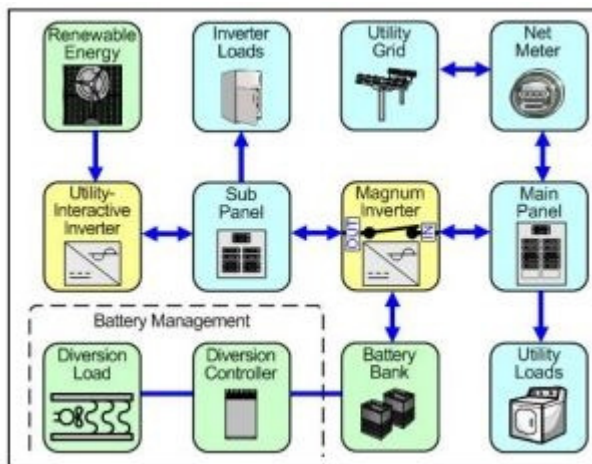 Renewable
Energy
Inverter
Loads
Utility
Grid
Net
Meter
Utility-
Interactive
Inverter
Sub
Panel
Magnum
Inverter
OUT
IN
Main
Panel
Battery Management
Diversion
Load
Diversion
Controller
Battery
Bank
Utility
Loads